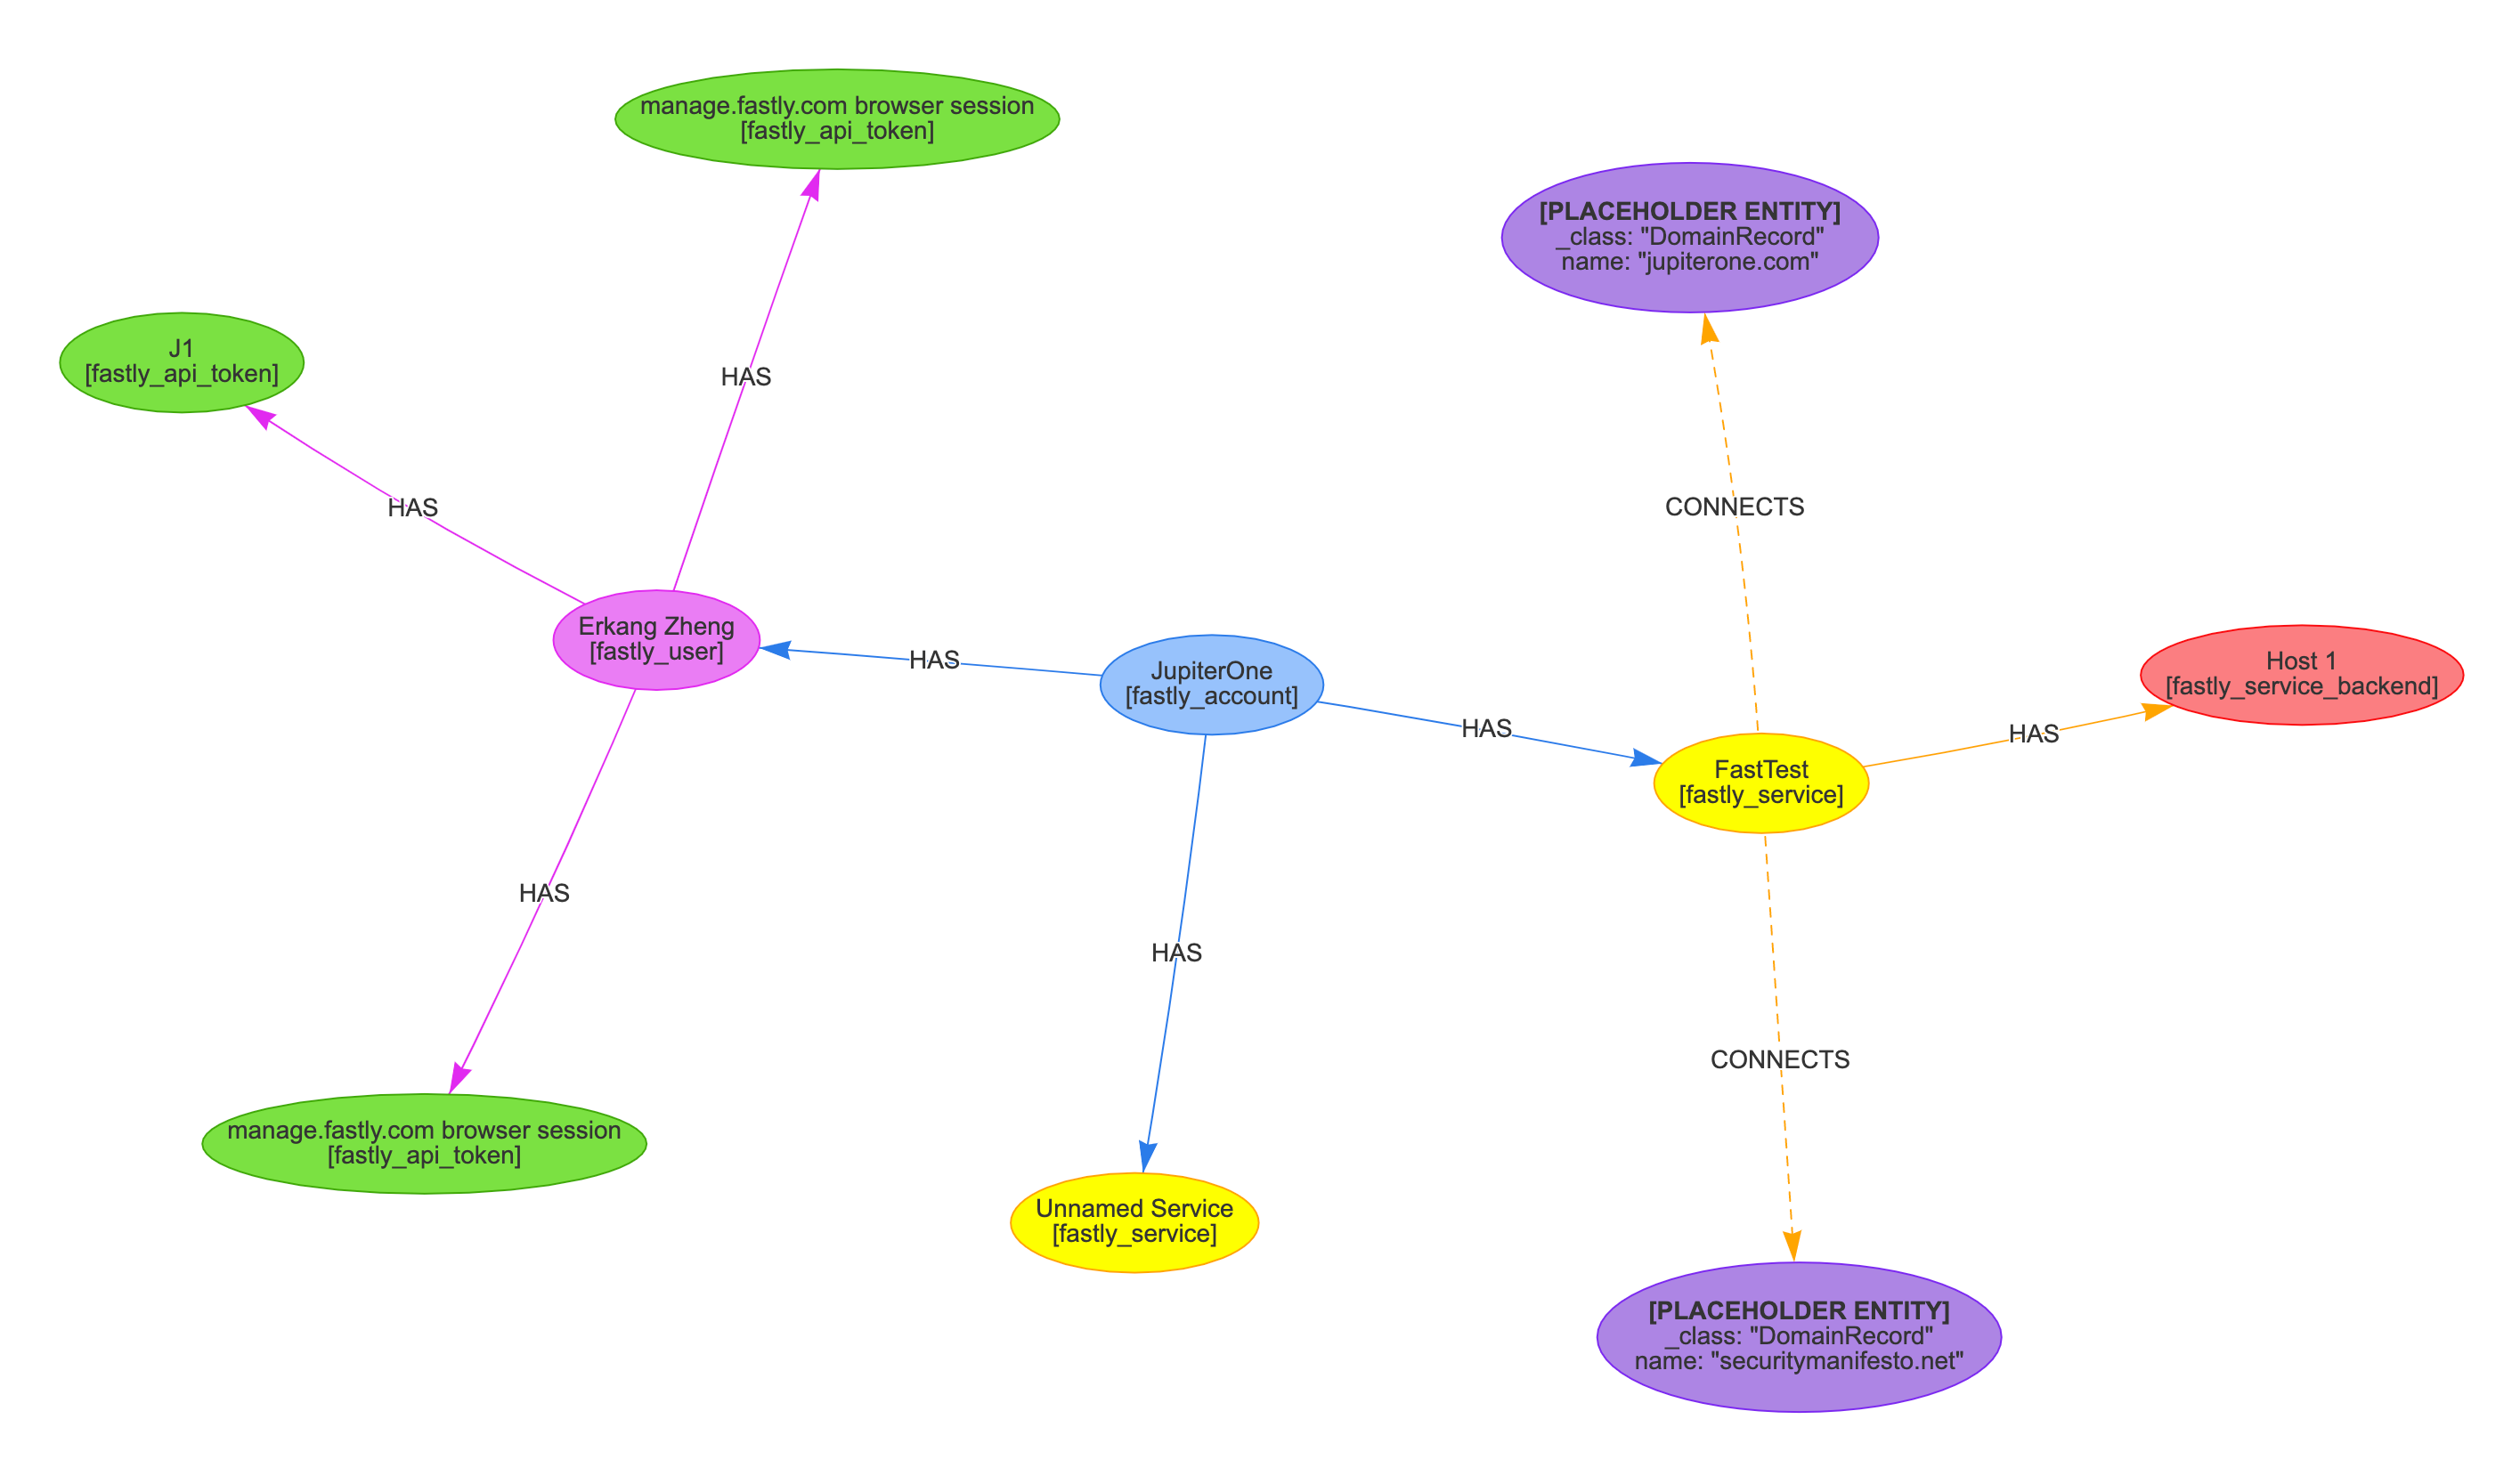 manage.fastly.com browser session
[fastly_api_token]
[PLACEHOLDER ENTITY]
_class: "DomainRecord"
name: "jupiterone.com"
J1
[fastly_api_token]
HAS
HAS
CONNECTS
Erkang Zheng
[fastly_user]
HAS
JupiterOne
[fastly_account]
HAS
Host 1
[fastly_service_backend]
HAS
FastTest
[fastly_service]
HAS
HAS
CONNECTS
manage.fastly.com browser session
[fastly_api_token]
Unnamed Service
[fastly_service]
[PLACEHOLDER ENTITY]
_class: "DomainRecord"
name: "securitymanifesto.net"